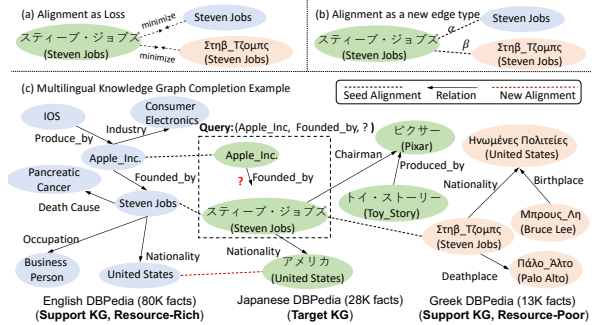 (a) Alignment as Loss
minimize
Steven Jobs
スティーブ・ジョブズ
(Steven Jobs)
minimize
Στηβ_Τζομπς
(Steven Jobs)
(b) Alignment as a new edge type
Steven Jobs
α
スティーブ・ジョブズ
(Steven Jobs)
β
Στηβ_Τζομπς
(Steven Jobs)
(c) Multilingual Knowledge Graph Completion Example
Seed Alignment
Relation
New Alignment
IOS
Consumer
Electronics
Produce_by
Industry
Apple_Inc.
Founded_by
Pancreatic
Cancer
Death Cause
Steven Jobs
Occupation
Nationality
Business
Person
United States
Query:(Apple_Inc, Founded_by, ?)
Apple_Inc.
?
Founded_by
スティーブ・ジョブズ
(Steven Jobs)
Chairman
ピクサー
(Pixar)
Produced_by
トイ・ストーリー
(Toy_Story)
Nationality
アメリカ
(United States)
Ηνωμένες Πολιτείες
(United States)
Nationality
Birthplace
Μπρους_Λη
(Bruce Lee)
Στηβ_Τζομπς
(Steven Jobs)
Deathplace
Πάλο_Άλτο
(Palo Alto)
English DBPedia (80K facts)
(Support KG, Resource-Rich)
Japanese DBPedia (28K facts)
(Target KG)
Greek DBPedia (13K facts)
(Support KG, Resource-Poor)